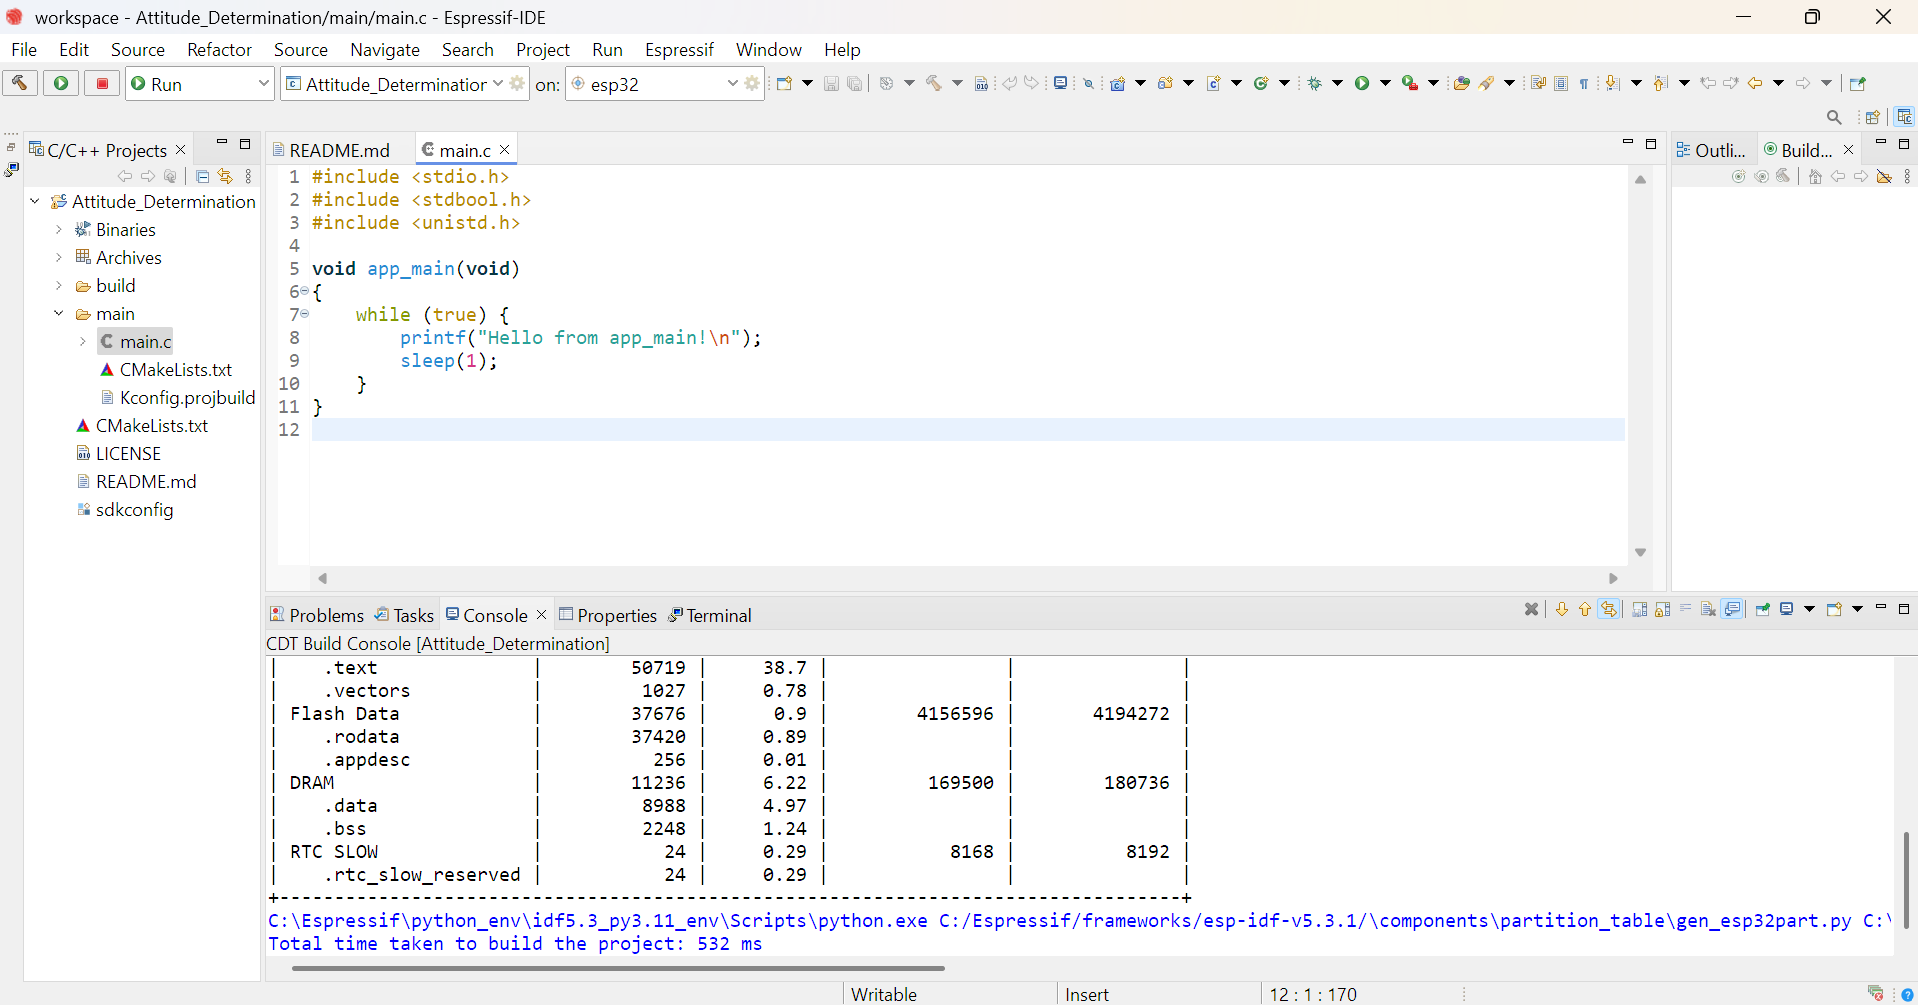 workspace - Attitude_Determination/main/main.c - Espressif-IDE
File Edit Source Refactor Source Navigate Search Project Run Espressif Window Help
Run Attitude_Determination on: esp32
C/C++ Projects
Attitude_Determination
Binaries
Archives
build
main
main.c
CMakeLists.txt
Kconfig.projbuild
CMakeLists.txt
LICENSE
README.md
sdkconfig
README.md main.c
1 #include <stdio.h>
2 #include <stdbool.h>
3 #include <unistd.h>
4
5 void app_main(void)
6 {
7 while (true) {
8 printf("Hello from app_main!\n");
9 sleep(1);
10 }
11 }
12
Outli... Build...
Problems Tasks Console Properties Terminal
CDT Build Console [Attitude_Determination]
| .text | 50719 | 38.7 | | |
| .vectors | 1027 | 0.78 | | |
| Flash Data | 37676 | 0.9 | 4156596 | 4194272 |
| .rodata | 37420 | 0.89 | | |
| .appdesc | 256 | 0.01 | | |
| DRAM | 11236 | 6.22 | 169500 | 180736 |
| .data | 8988 | 4.97 | | |
| .bss | 2248 | 1.24 | | |
| RTC SLOW | 24 | 0.29 | 8168 | 8192 |
| .rtc_slow_reserved | 24 | 0.29 | | |
+-----------------------------------------------------------------------------------+
C:\Espressif\python_env\idf5.3_py3.11_env\Scripts\python.exe C:/Espressif/frameworks/esp-idf-v5.3.1/\components\partition_table\gen_esp32part.py C:\
Total time taken to build the project: 532 ms
Writable Insert 12 : 1 : 170